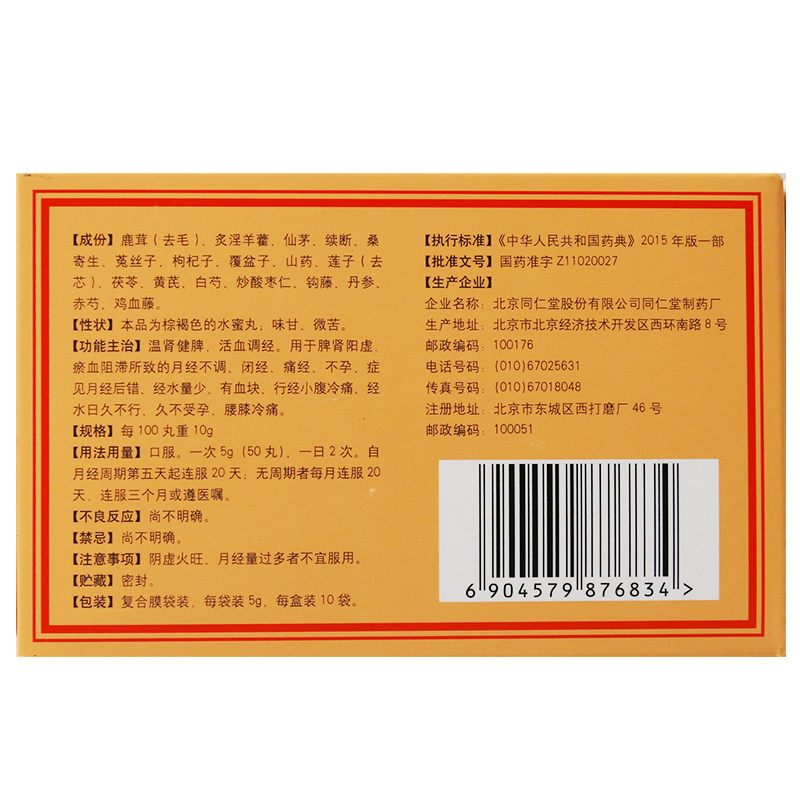 【成份】鹿茸(去毛)、炙淫羊藿、仙茅、续断、桑
寄生、菟丝子、枸杞子、覆盆子、山药、莲子(去
芯)、茯苓、黄芪、白芍、炒酸枣仁、钩藤、丹参、
赤芍、鸡血藤。
【性状】本品为棕褐色的水蜜丸；味甘、微苦。
【功能主治】温肾健脾，活血调经。用于脾肾阳虚、
瘀血阻滞所致的月经不调、闭经、痛经、不孕，症
见月经后错、经水量少、有血块、行经小腹冷痛，经
水日久不行、久不受孕、腰膝冷痛。
【规格】每100丸重10g
【用法用量】口服。一次5g(50丸)，一日2次。自
月经周期第五天起连服20天；无周期者每月连服20
天，连服三个月或遵医嘱。
【不良反应】尚不明确。
【禁忌】尚不明确。
【注意事项】阴虚火旺、月经量过多者不宜服用。
【贮藏】密封。
【包装】复合膜袋装，每袋装5g，每盒装10袋。
【执行标准】《中华人民共和国药典》2015年版一部
【批准文号】国药准字Z11020027
【生产企业】
企业名称：北京同仁堂股份有限公司同仁堂制药厂
生产地址：北京市北京经济技术开发区西环南路8号
邮政编码：100176
电话号码：(010)67025631
传真号码：(010)67018048
注册地址：北京市东城区西打磨厂46号
邮政编码：100051
6 904579 876834 >